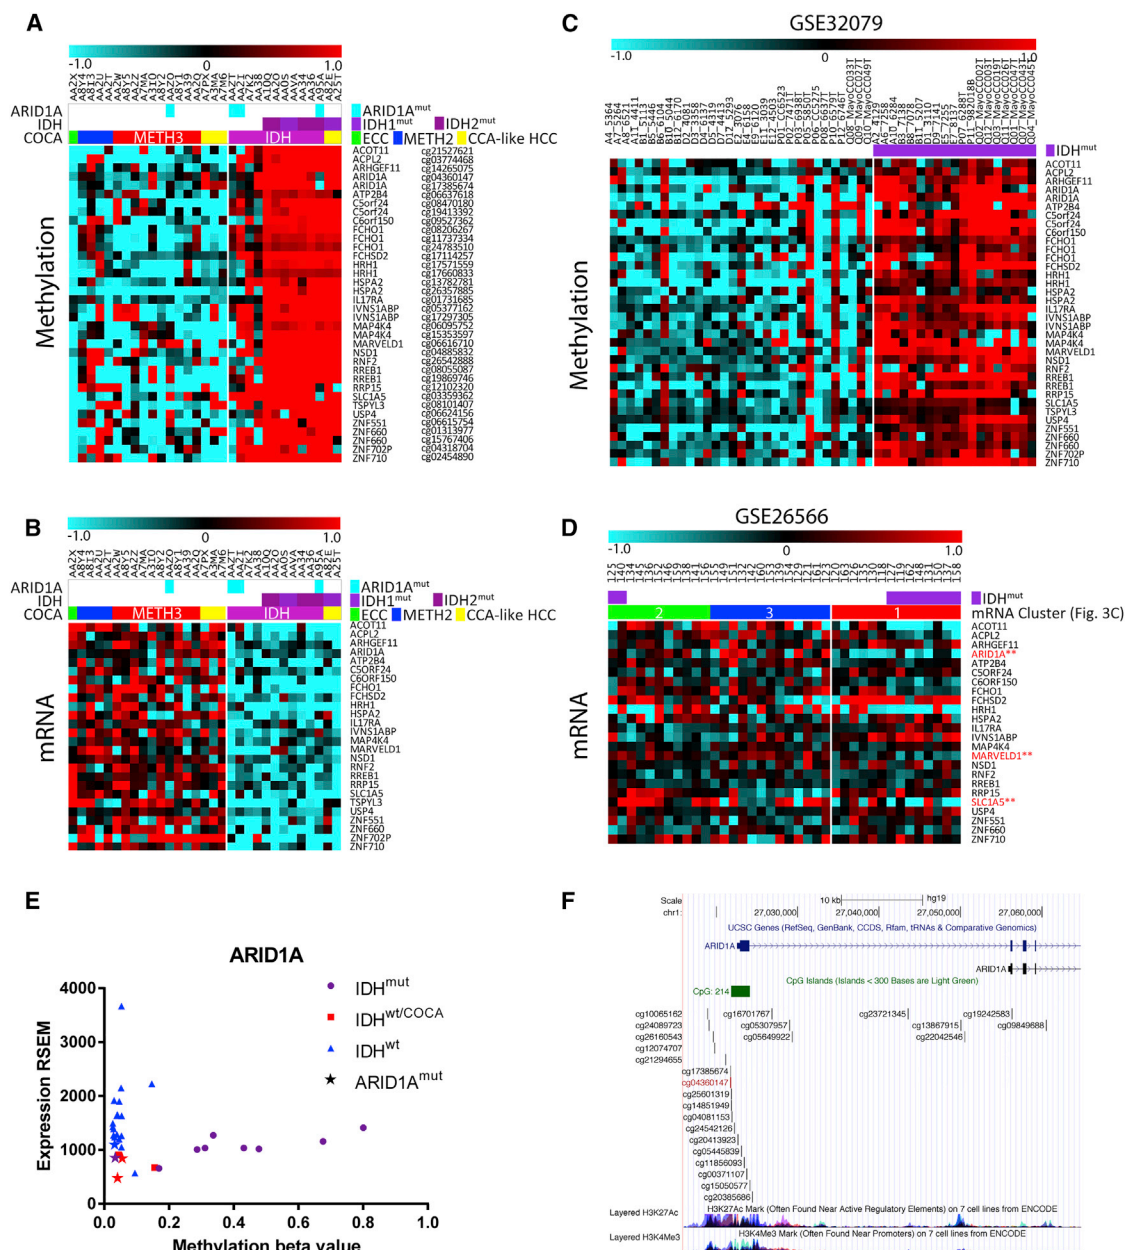 A
-1.0 0 1.0
ARID1A
IDH
COCA
METH3 IDH
ARID1A mut
IDH1 mut IDH2 mut
ECC METH2 CCA-like HCC
Methylation
ACOT11 cg21527621
ACPL2 cg03774468
ARHGEF11 cg14265075
ARID1A cg04360147
ARID1A cg17385674
ATP2B4 cg06637618
C5orf24 cg08470180
C5orf24 cg19413392
C6orf150 cg09527362
FCHO1 cg08206267
FCHO1 cg11737334
FCHO1 cg24783510
FCHSD2 cg17114257
HRH1 cg17571559
HRH1 cg17660833
HSPA2 cg13782781
HSPA2 cg26357885
IL17RA cg01731685
IVNS1ABP cg05377162
IVNS1ABP cg17297305
MAP4K4 cg06095752
MAP4K4 cg15353597
MARVELD1 cg06616710
NSD1 cg04885832
RNF2 cg26542888
RREB1 cg08055087
RREB1 cg19869746
RRP15 cg12102320
SLC1A5 cg03359362
TSPYL3 cg08101407
USP4 cg06624156
ZNF551 cg06615754
ZNF660 cg01313977
ZNF660 cg15767406
ZNF702P cg04318704
ZNF710 cg02454890
B
-1.0 0 1.0
ARID1A
IDH
COCA
METH3 IDH
ARID1A mut
IDH1 mut IDH2 mut
ECC METH2 CCA-like HCC
mRNA
ACOT11
ACPL2
ARHGEF11
ARID1A
ATP2B4
C5ORF24
C6ORF150
FCHO1
FCHSD2
HRH1
HSPA2
IL17RA
IVNS1ABP
MAP4K4
MARVELD1
NSD1
RNF2
RREB1
RRP15
SLC1A5
TSPYL3
USP4
ZNF551
ZNF660
ZNF702P
ZNF710
C
GSE32079
-1.0 0 1.0
IDH mut
Methylation
ACOT11
ACPL2
ARHGEF11
ARID1A
ARID1A
ATP2B4
C5orf24
C5orf24
C6orf150
FCHO1
FCHO1
FCHO1
FCHSD2
HRH1
HRH1
HSPA2
HSPA2
IL17RA
IVNS1ABP
IVNS1ABP
MAP4K4
MAP4K4
MARVELD1
NSD1
RNF2
RREB1
RREB1
RRP15
SLC1A5
TSPYL3
USP4
ZNF551
ZNF660
ZNF660
ZNF702P
ZNF710
D
GSE26566
-1.0 0 1.0
IDH mut
2 3 1 mRNA Cluster (Fig. 3C)
mRNA
ACOT11
ACPL2
ARHGEF11
ARID1A**
ATP2B4
C5ORF24
C6ORF150
FCHO1
FCHSD2
HRH1
HSPA2
IL17RA
IVNS1ABP
MAP4K4
MARVELD1**
NSD1
RNF2
RREB1
RRP15
SLC1A5**
USP4
ZNF551
ZNF660
ZNF710
E
ARID1A
Expression RSEM
4000
3000
2000
1000
0
0.0 0.2 0.4 0.6 0.8 1.0
Methylation beta value
IDH mut
IDH wt/COCA
IDH wt
ARID1A mut
F
Scale 10 kb hg19
chr1: 27,030,000 27,040,000 27,050,000 27,060,000
UCSC Genes (RefSeq, GenBank, CCDS, Rfam, tRNAs & Comparative Genomics)
ARID1A
ARID1A
CpG Islands (Islands < 300 Bases are Light Green)
CpG: 214
cg10065162 cg16701767 cg23721345 cg19242583
cg24089723 cg05307957 cg13867915 cg09849688
cg26160543 cg05649922 cg22042546
cg12074707
cg21294655
cg17385674
cg04360147
cg25601319
cg14851949
cg04081153
cg24542126
cg20413923
cg05445839
cg11856093
cg00371107
cg15050577
cg20385686
H3K27Ac Mark (Often Found Near Active Regulatory Elements) on 7 cell lines from ENCODE
Layered H3K27Ac
H3K4Me3 Mark (Often Found Near Promoters) on 7 cell lines from ENCODE
Layered H3K4Me3